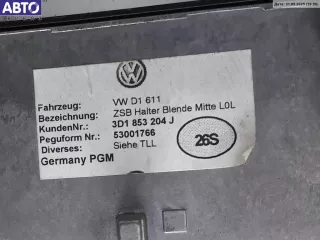 АВТО
Fahrzeug: VW D1 611
Bezeichnung: ZSB Halter Blende Mitte L0L
KundenNr.: 3D1 853 204 J
Peguform Nr.: 53001766
Diverses: Siehe TLL
Germany PGM
26S